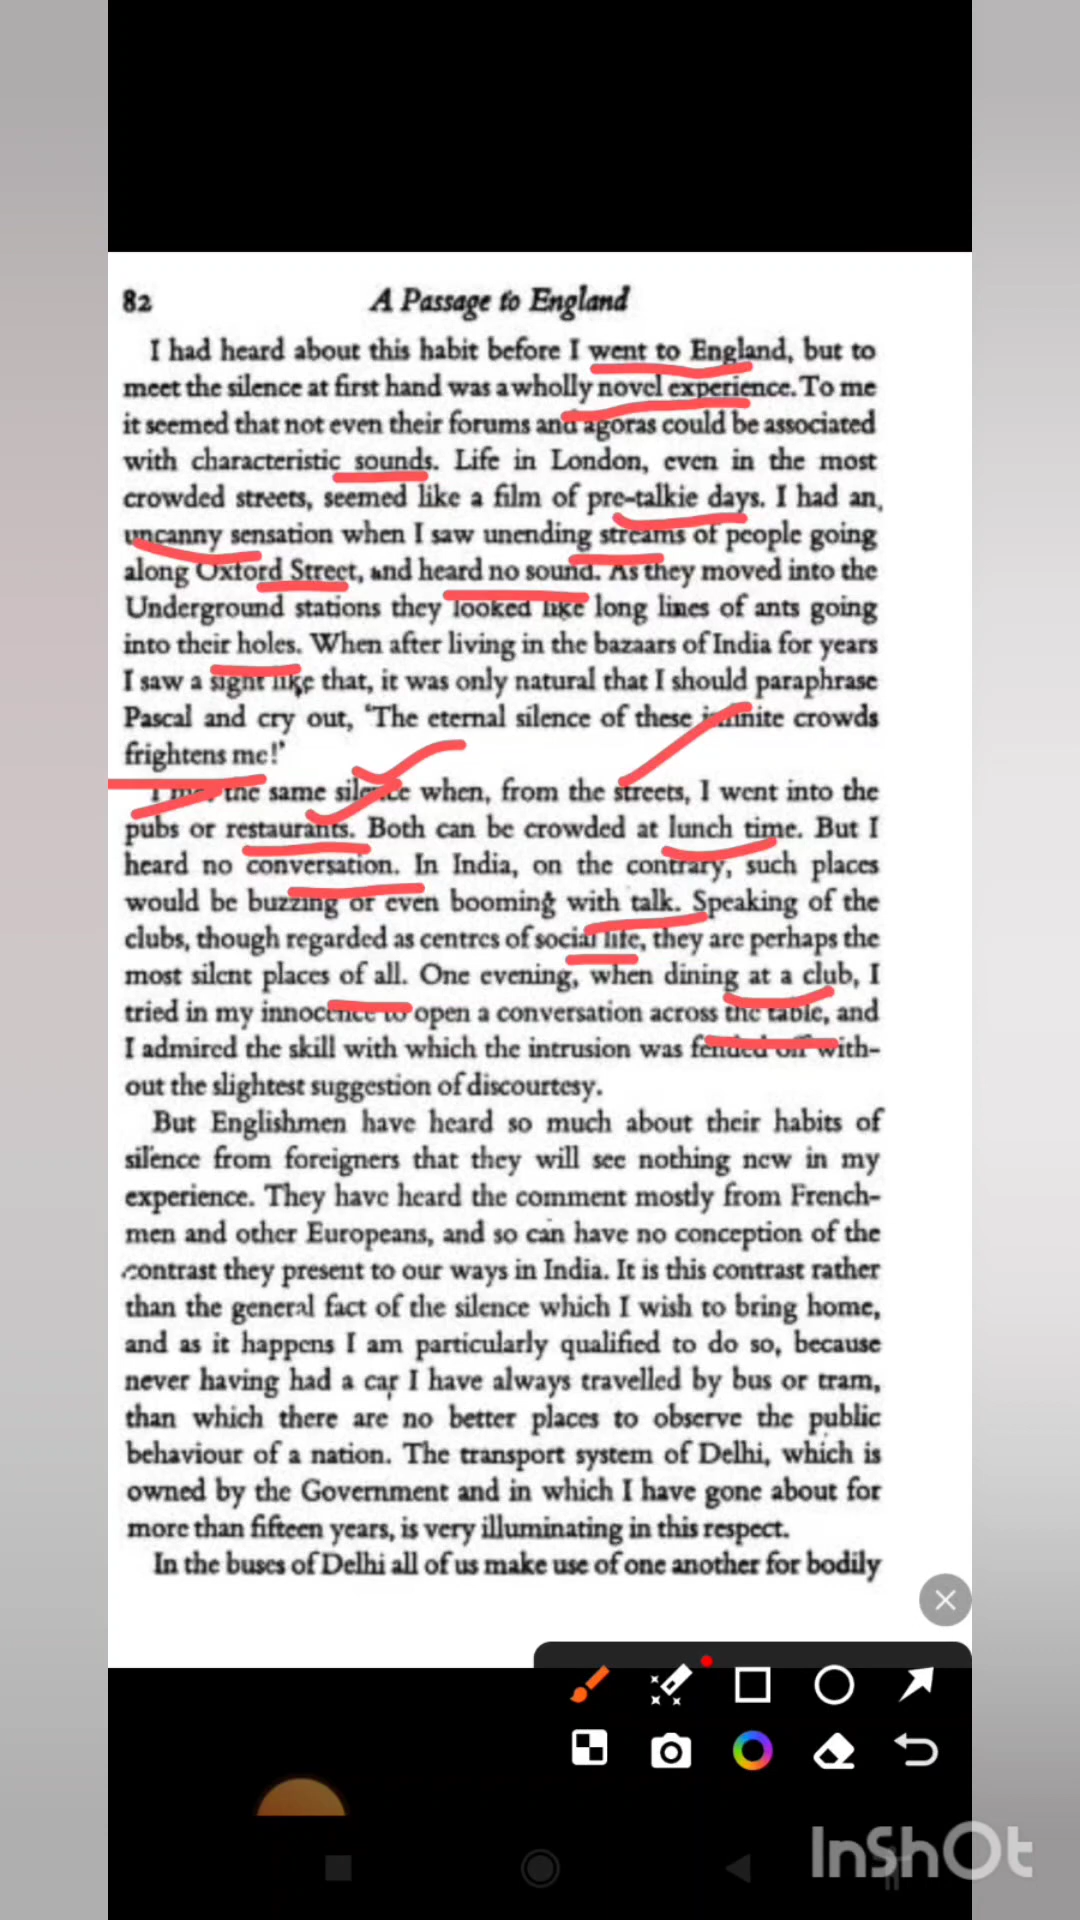 82 A Passage to England
I had heard about this habit before I went to England, but to
meet the silence at first hand was a wholly novel experience. To me
it seemed that not even their forums and agoras could be associated
with characteristic sounds. Life in London, even in the most
crowded streets, seemed like a film of pre-talkie days. I had an
uncanny sensation when I saw unending streams of people going
along Oxford Street, and heard no sound. As they moved into the
Underground stations they looked like long lines of ants going
into their holes. When after living in the bazaars of India for years
I saw a sight like that, it was only natural that I should paraphrase
Pascal and cry out, 'The eternal silence of these infinite crowds
frightens me!'
I met the same silence when, from the streets, I went into the
pubs or restaurants. Both can be crowded at lunch time. But I
heard no conversation. In India, on the contrary, such places
would be buzzing or even booming with talk. Speaking of the
clubs, though regarded as centres of social life, they are perhaps the
most silent places of all. One evening, when dining at a club, I
tried in my innocence to open a conversation across the table, and
I admired the skill with which the intrusion was fended off with-
out the slightest suggestion of discourtesy.
But Englishmen have heard so much about their habits of
silence from foreigners that they will see nothing new in my
experience. They have heard the comment mostly from French-
men and other Europeans, and so can have no conception of the
contrast they present to our ways in India. It is this contrast rather
than the general fact of the silence which I wish to bring home,
and as it happens I am particularly qualified to do so, because
never having had a car I have always travelled by bus or tram,
than which there are no better places to observe the public
behaviour of a nation. The transport system of Delhi, which is
owned by the Government and in which I have gone about for
more than fifteen years, is very illuminating in this respect.
In the buses of Delhi all of us make use of one another for bodily
InShOt